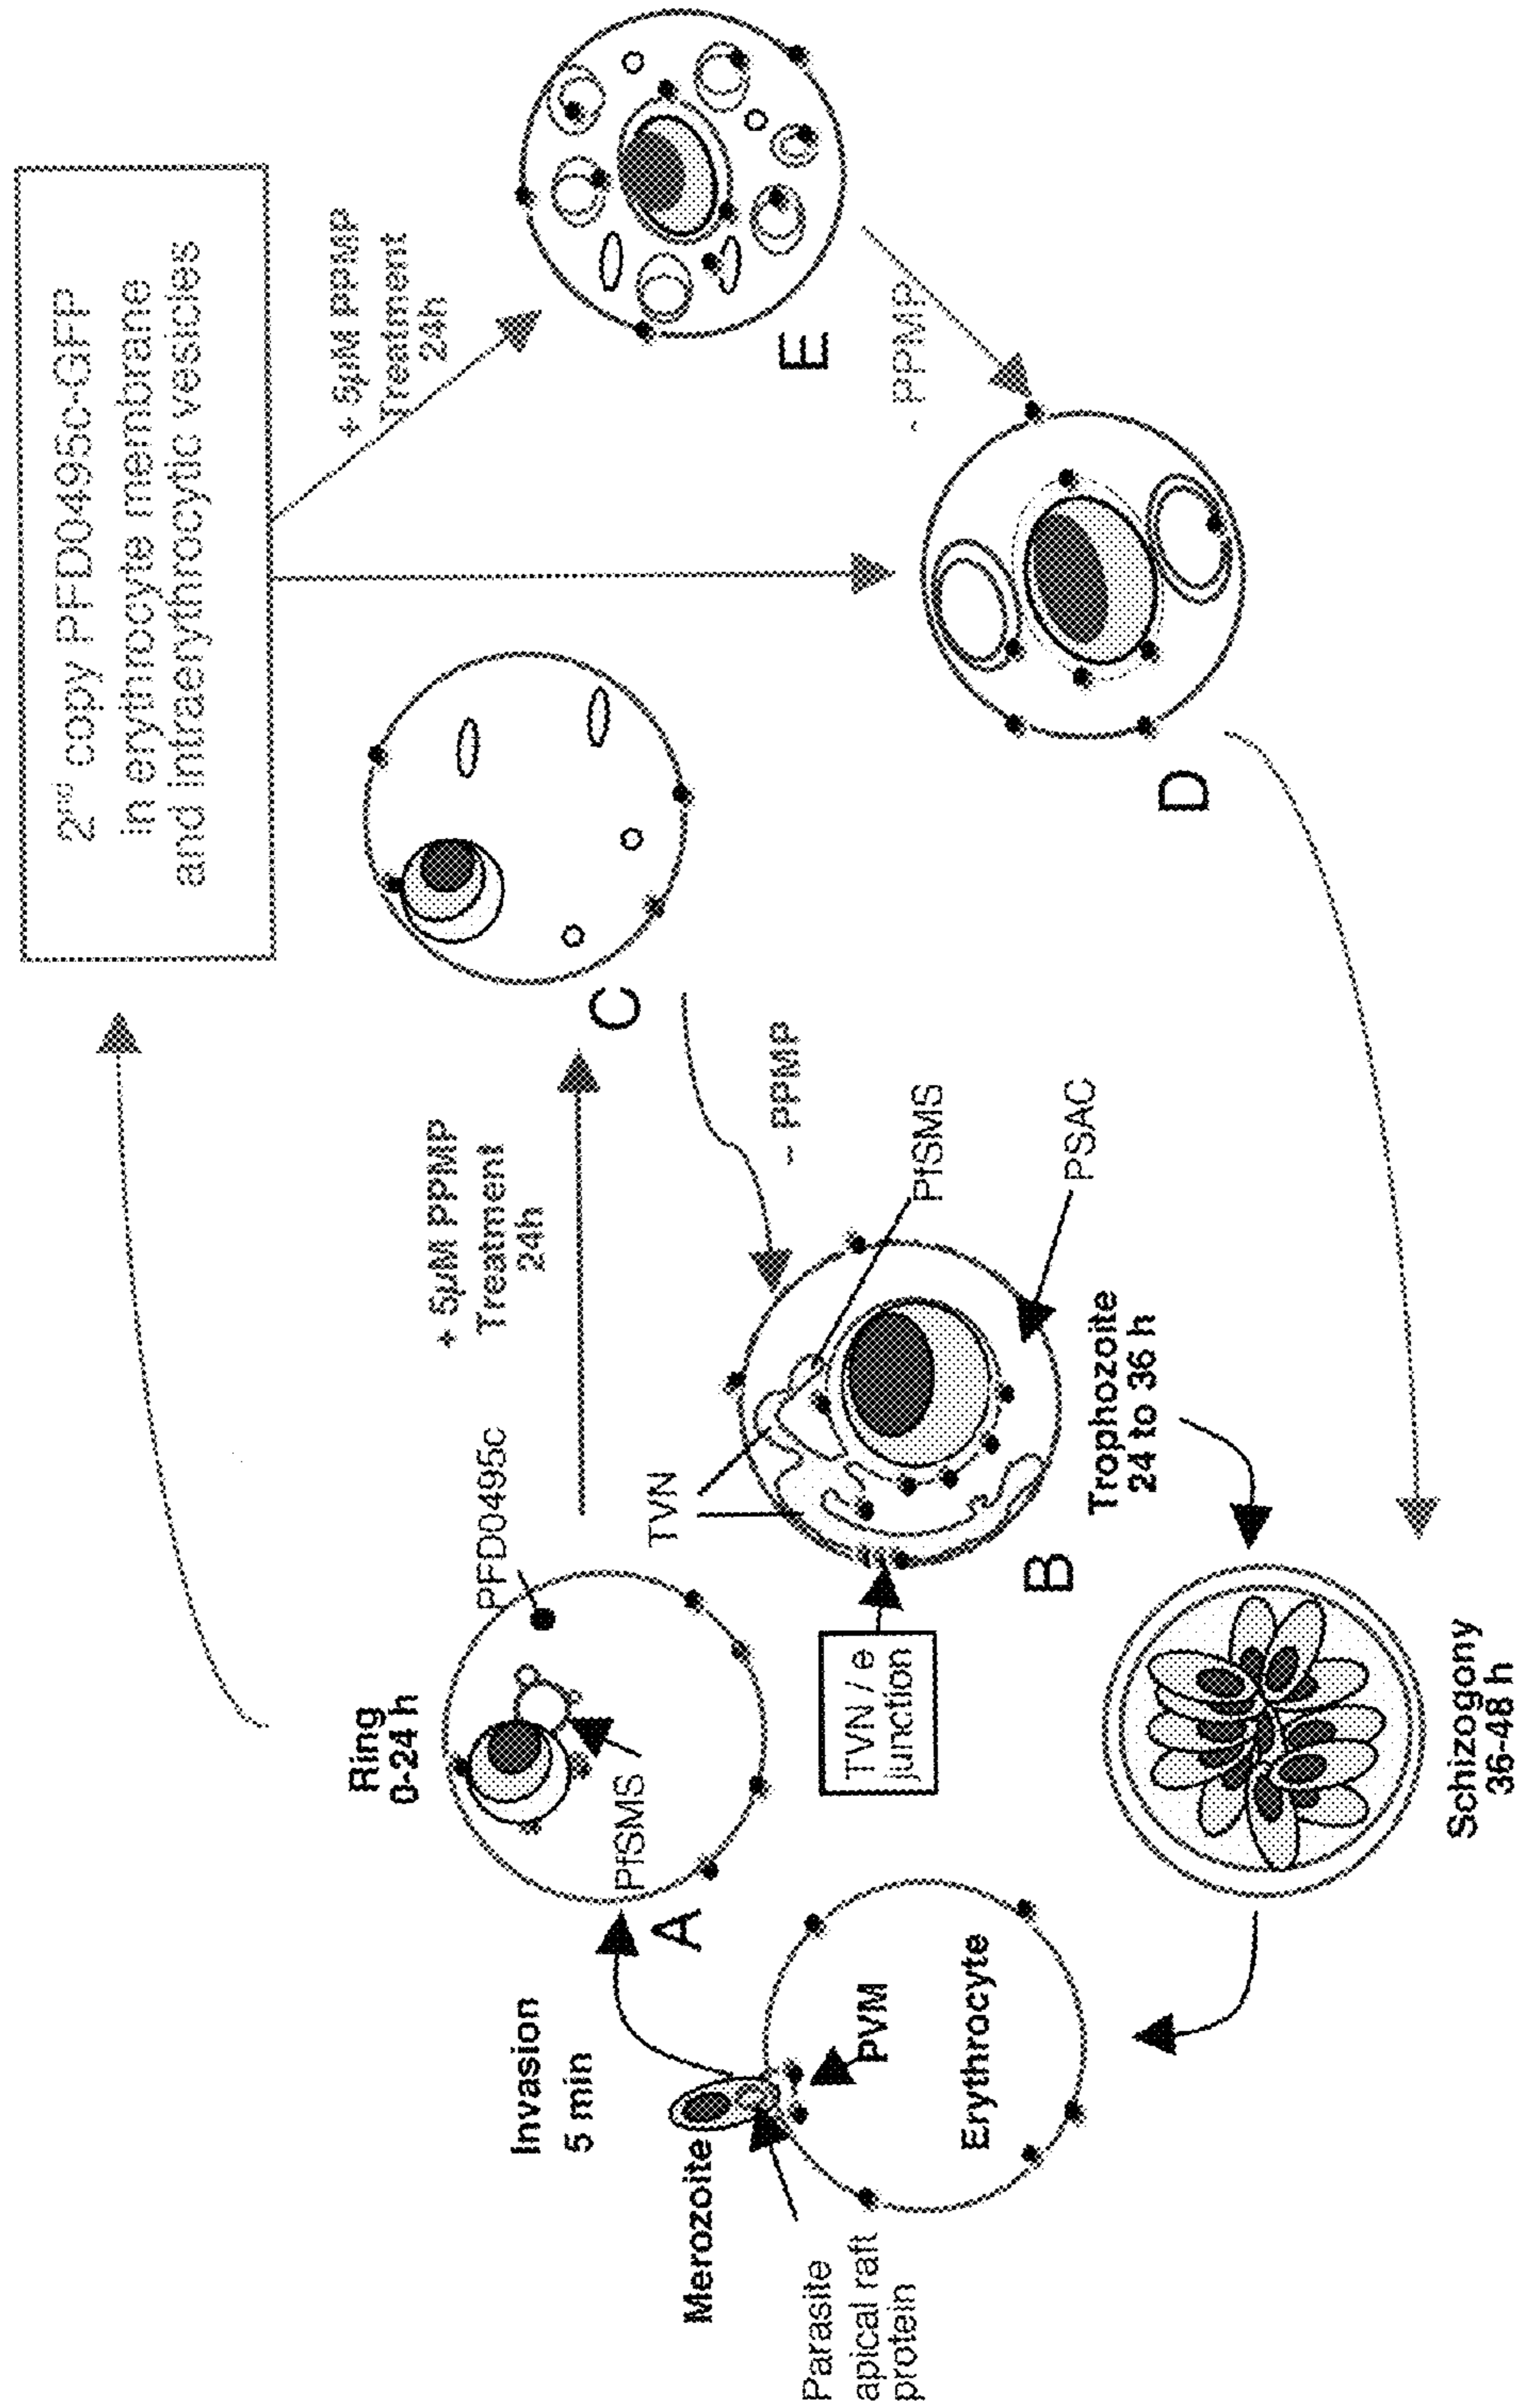 2nd copy PFD0495c-GFP
in erythrocyte membrane
and intraerythrocytic vesicles
+ 5µM PPMP
Treatment
24h
E
- PPMP
D
C
+ 5µM PPMP
Treatment
24h
- PPMP
PfSMS
PSAC
PFD0495c
TVN
Ring
0-24 h
PfSMS
A
TVN / e
junction
B
Trophozoite
24 to 36 h
Schizogony
36-48 h
Invasion
5 min
Merozoite
PVM
Erythrocyte
Parasite
apical raft
protein